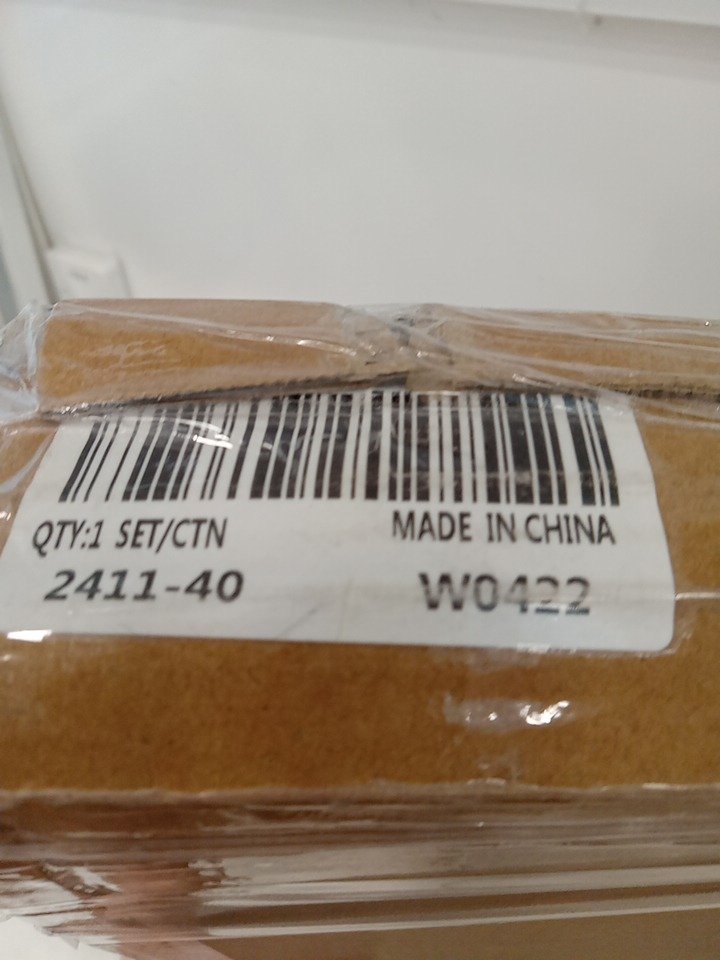 QTY:1 SET/CTN MADE IN CHINA
2411-40 W0422